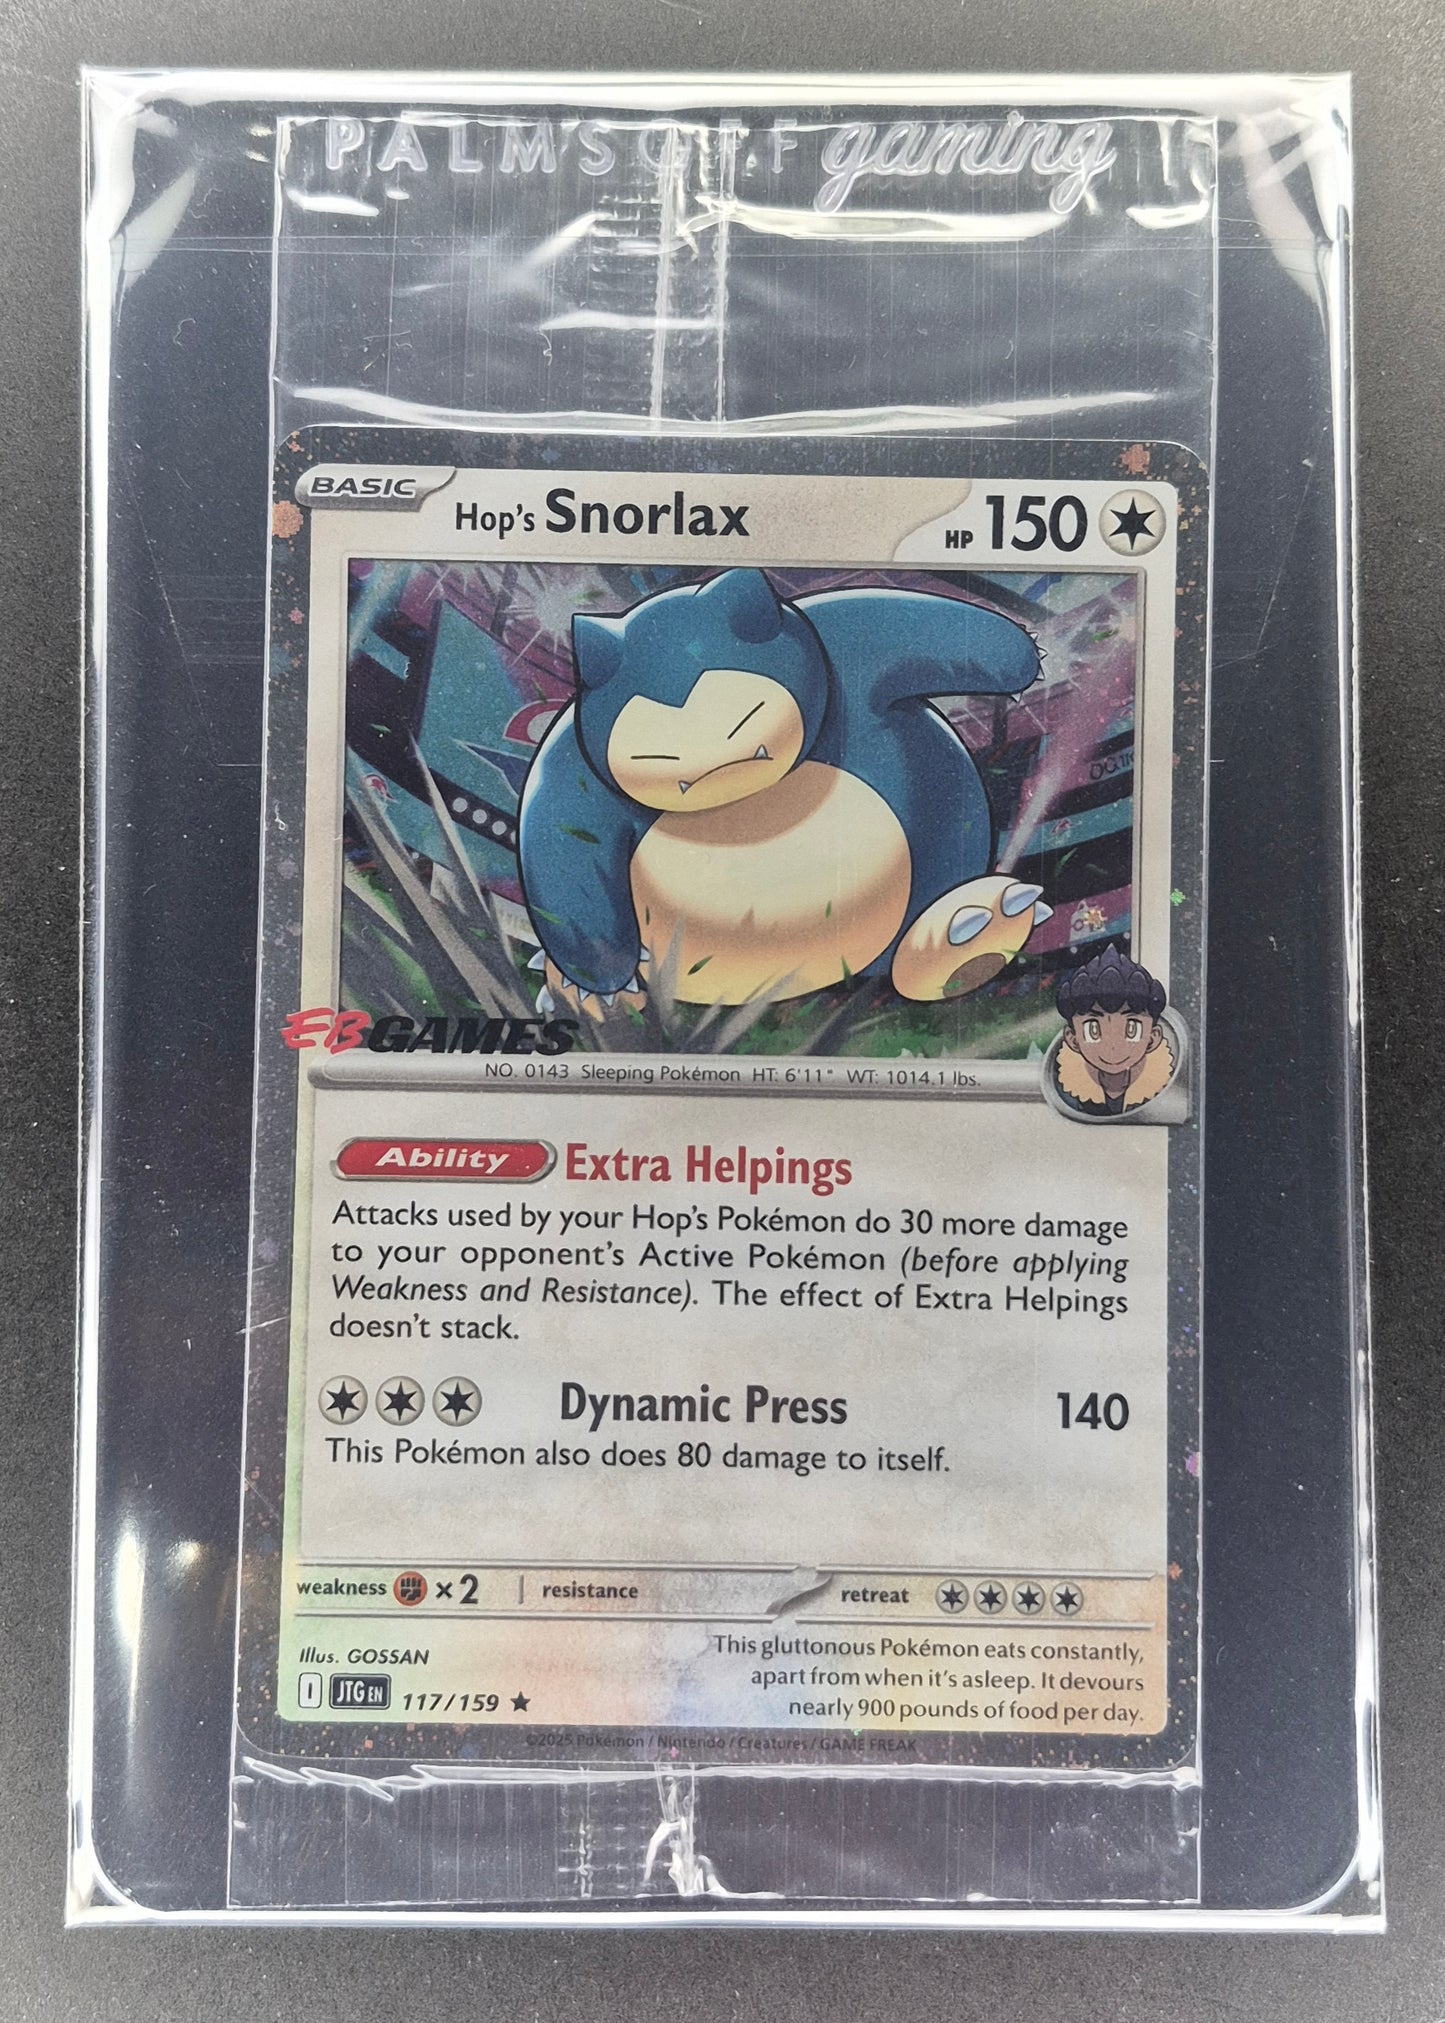 PALMS OFF gaming
BASIC
Hop's Snorlax
HP 150
EB GAMES
NO. 0143 Sleeping Pokémon HT: 6'11" WT: 1014.1 lbs.
Ability Extra Helpings
Attacks used by your Hop's Pokémon do 30 more damage
to your opponent's Active Pokémon (before applying
Weakness and Resistance). The effect of Extra Helpings
doesn't stack.
Dynamic Press 140
This Pokémon also does 80 damage to itself.
weakness ×2 resistance retreat
Illus. GOSSAN
This gluttonous Pokémon eats constantly,
apart from when it's asleep. It devours
nearly 900 pounds of food per day.
I JTG EN 117/159 ★
©2025 Pokémon / Nintendo / Creatures / GAME FREAK